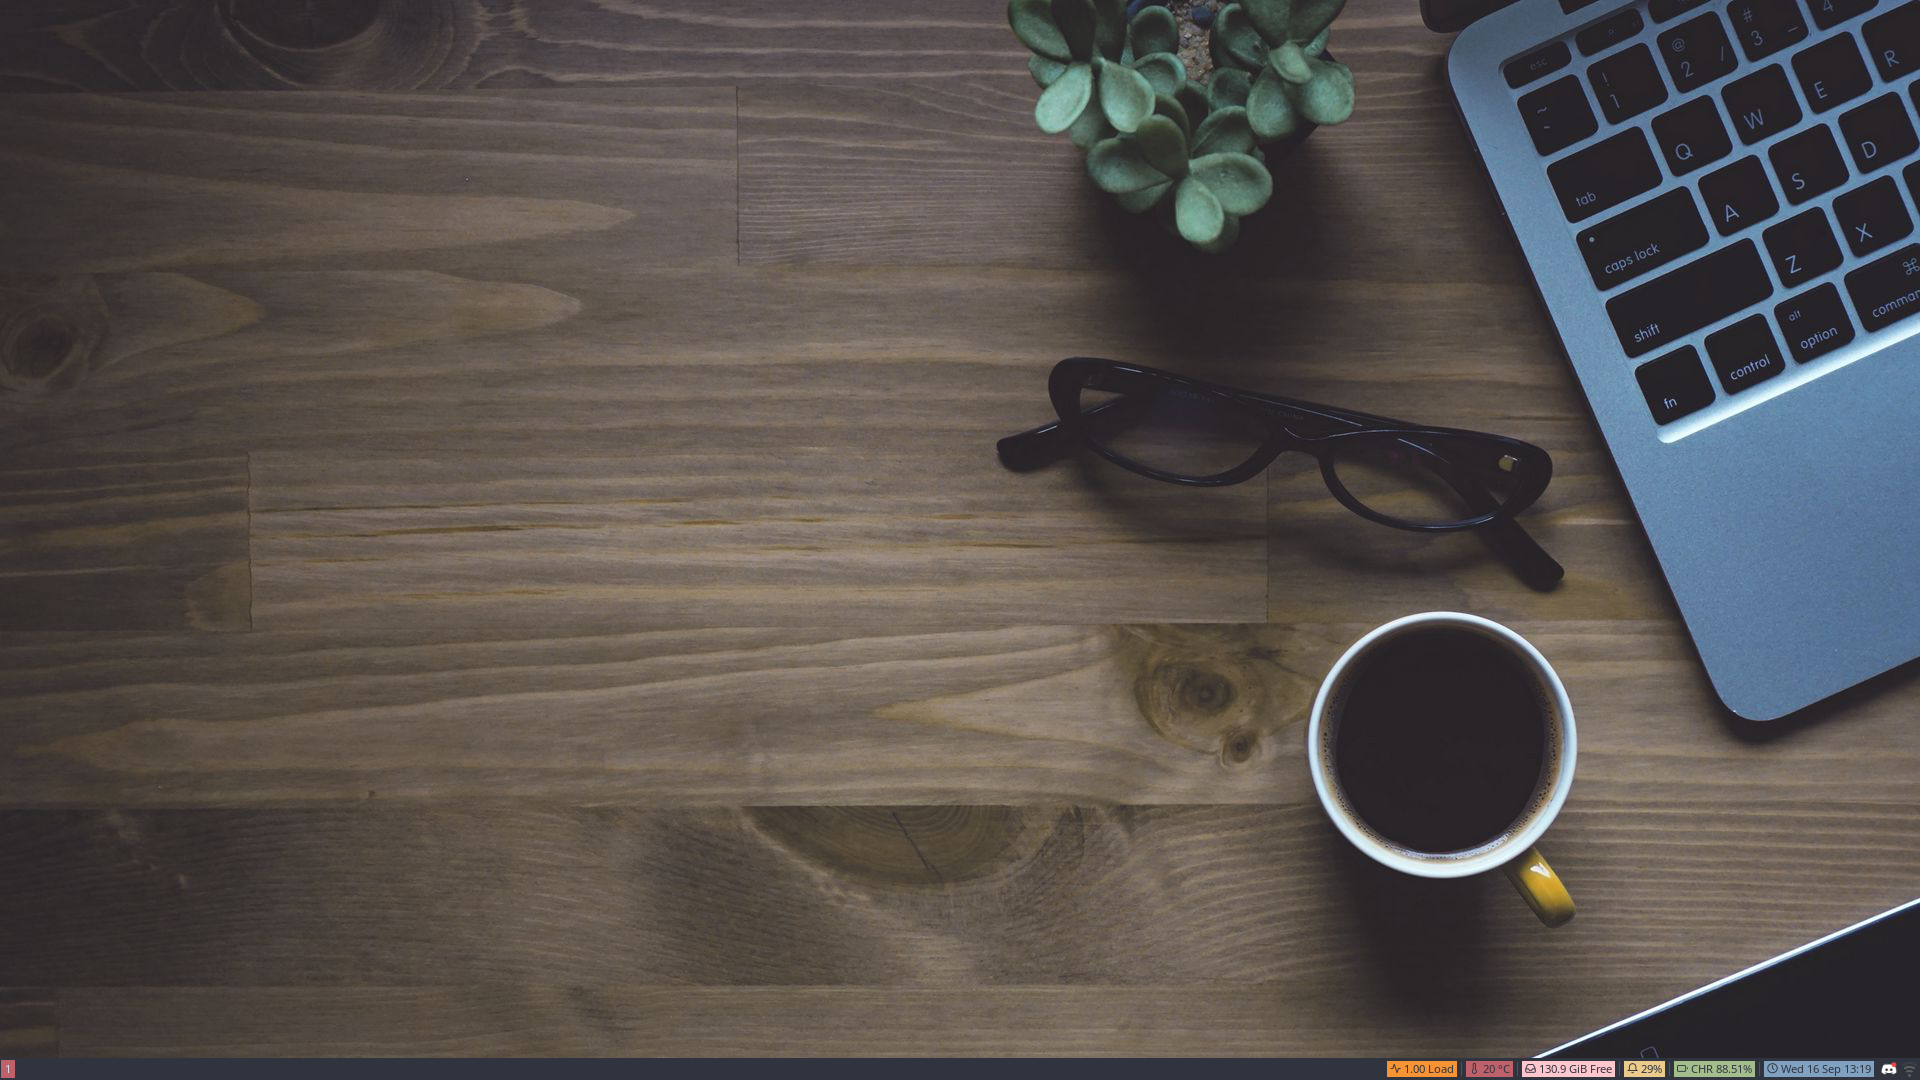 esc
~
`
!
1
@
2
/
#
3
_
4
tab
Q
W
E
R
caps lock
A
S
D
shift
Z
X
fn
control
alt
option
⌘
comman
1
1.00 Load
20 °C
130.9 GiB Free
29%
CHR 88.51%
Wed 16 Sep 13:19